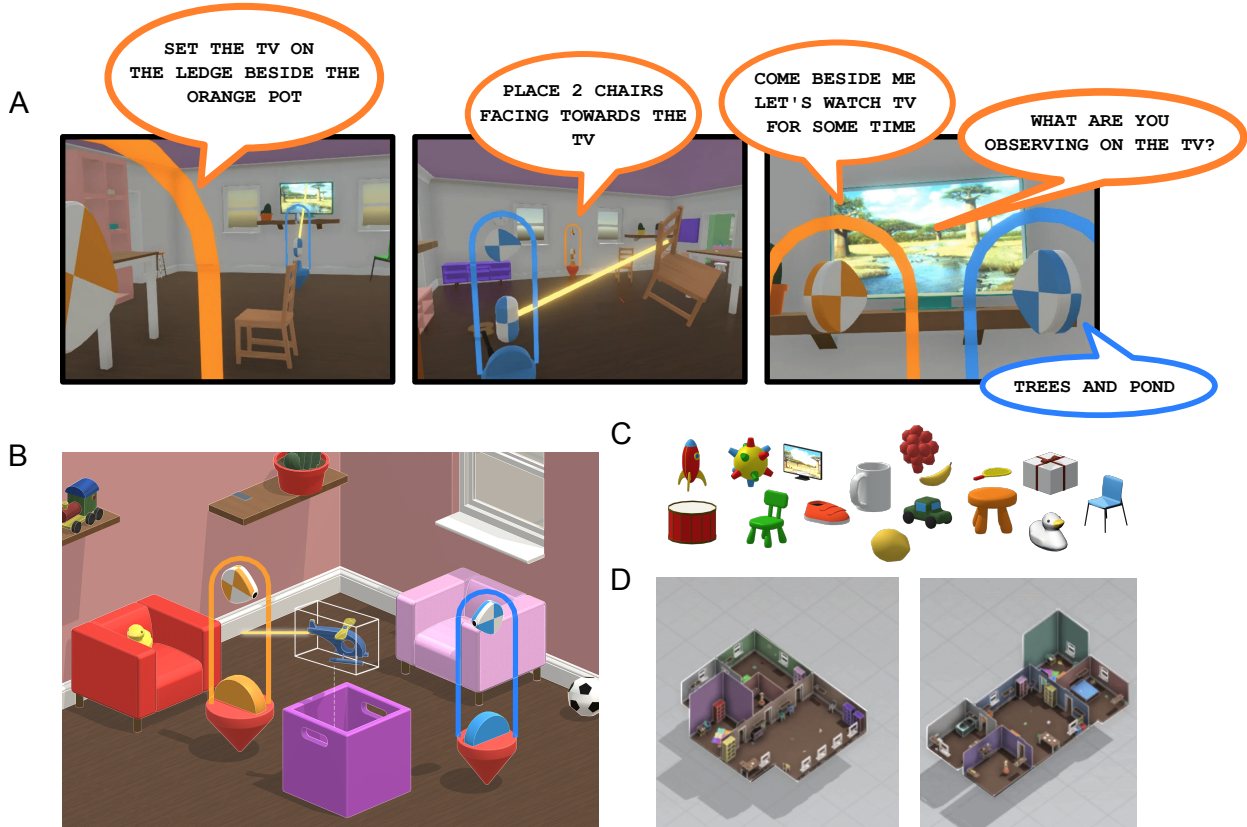 A
SET THE TV ON
THE LEDGE BESIDE THE
ORANGE POT
PLACE 2 CHAIRS
FACING TOWARDS THE
TV
COME BESIDE ME
LET'S WATCH TV
FOR SOME TIME
WHAT ARE YOU
OBSERVING ON THE TV?
TREES AND POND
B
C
D